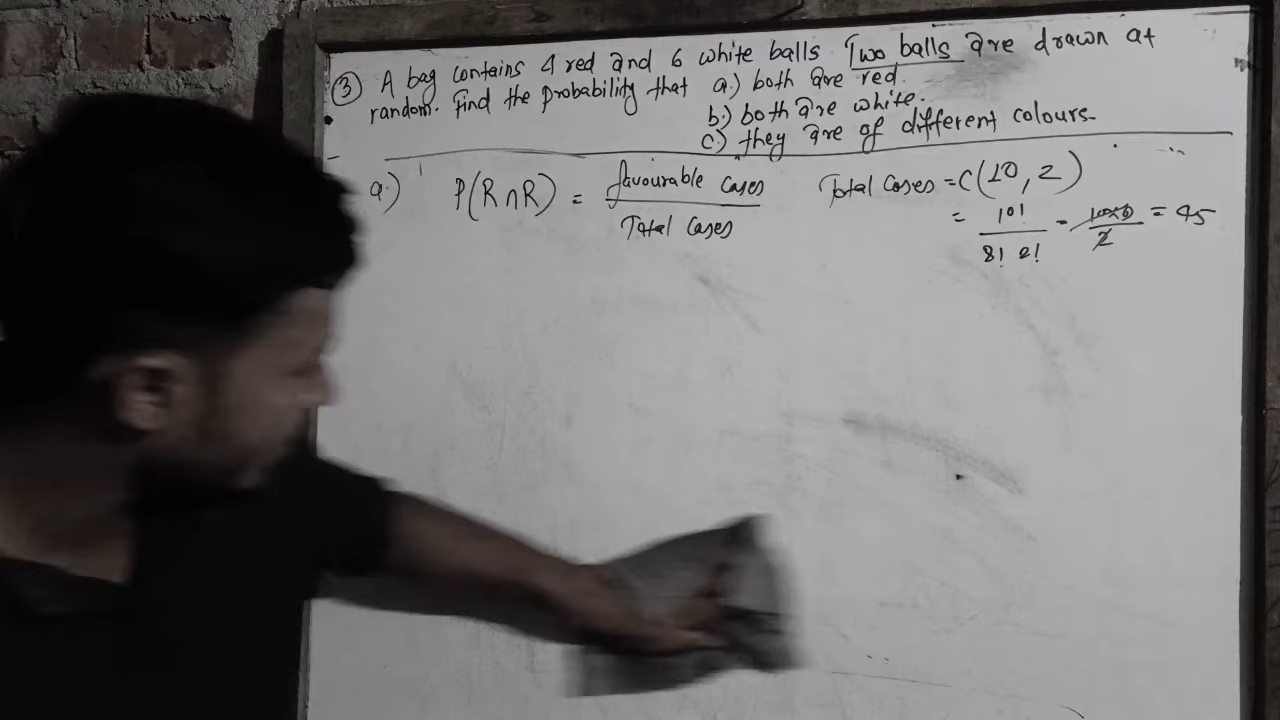 ③ A bag contains 4 red and 6 white balls. Two balls are drawn at
random. Find the probability that a.) both are red.
b.) both are white.
c.) they are of different colours.
a.) P(R∩R) = favourable cases / Total cases
Total cases = C(10, 2)
= 10! / 8! 2! = / 2 = 45